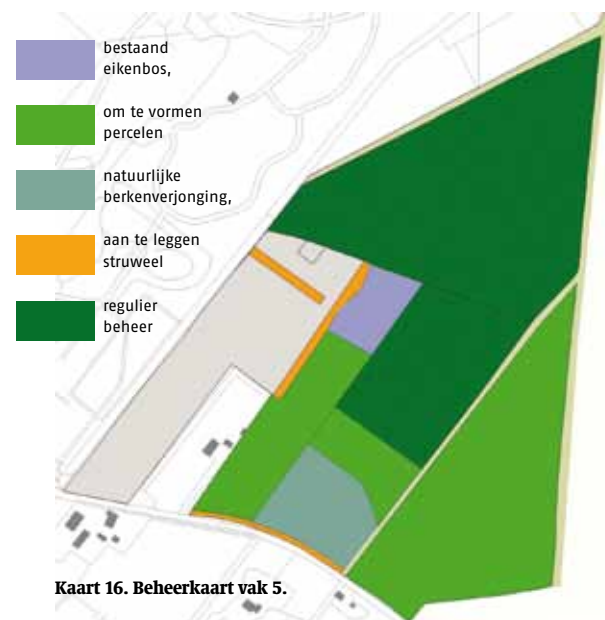 bestaand
eikenbos,
om te vormen
percelen
natuurlijke
berkenverjonging,
aan te leggen
struweel
regulier
beheer
Kaart 16. Beheerkaart vak 5.